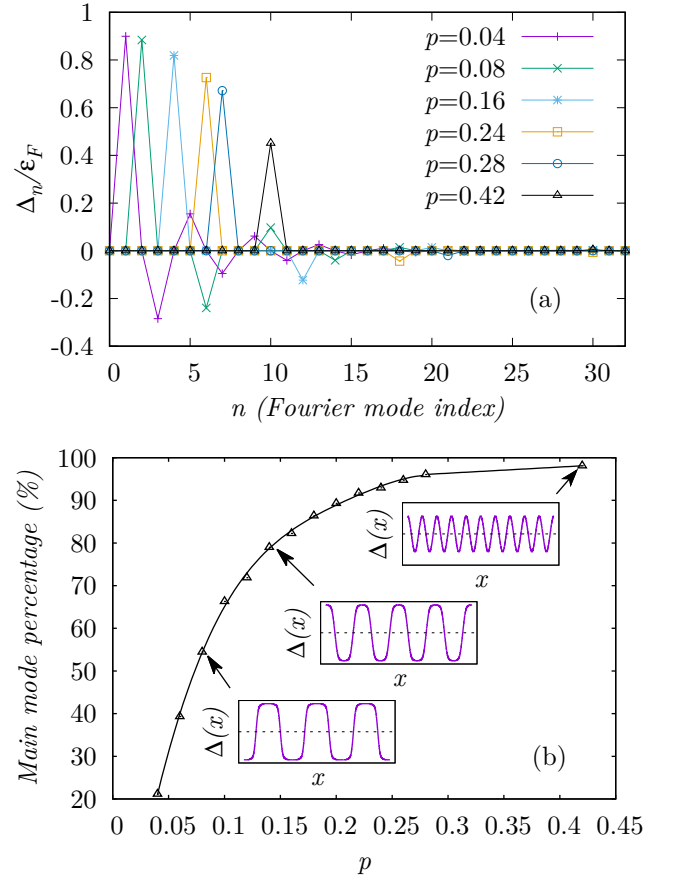 1
0.8
0.6
0.4
0.2
0
-0.2
-0.4
Δₙ/ε_F
p=0.04
p=0.08
p=0.16
p=0.24
p=0.28
p=0.42
(a)
0 5 10 15 20 25 30
n (Fourier mode index)
100
90
80
70
60
50
40
30
20
Main mode percentage (%)
Δ(x)
x
Δ(x)
x
Δ(x)
x
(b)
0 0.05 0.1 0.15 0.2 0.25 0.3 0.35 0.4 0.45
p